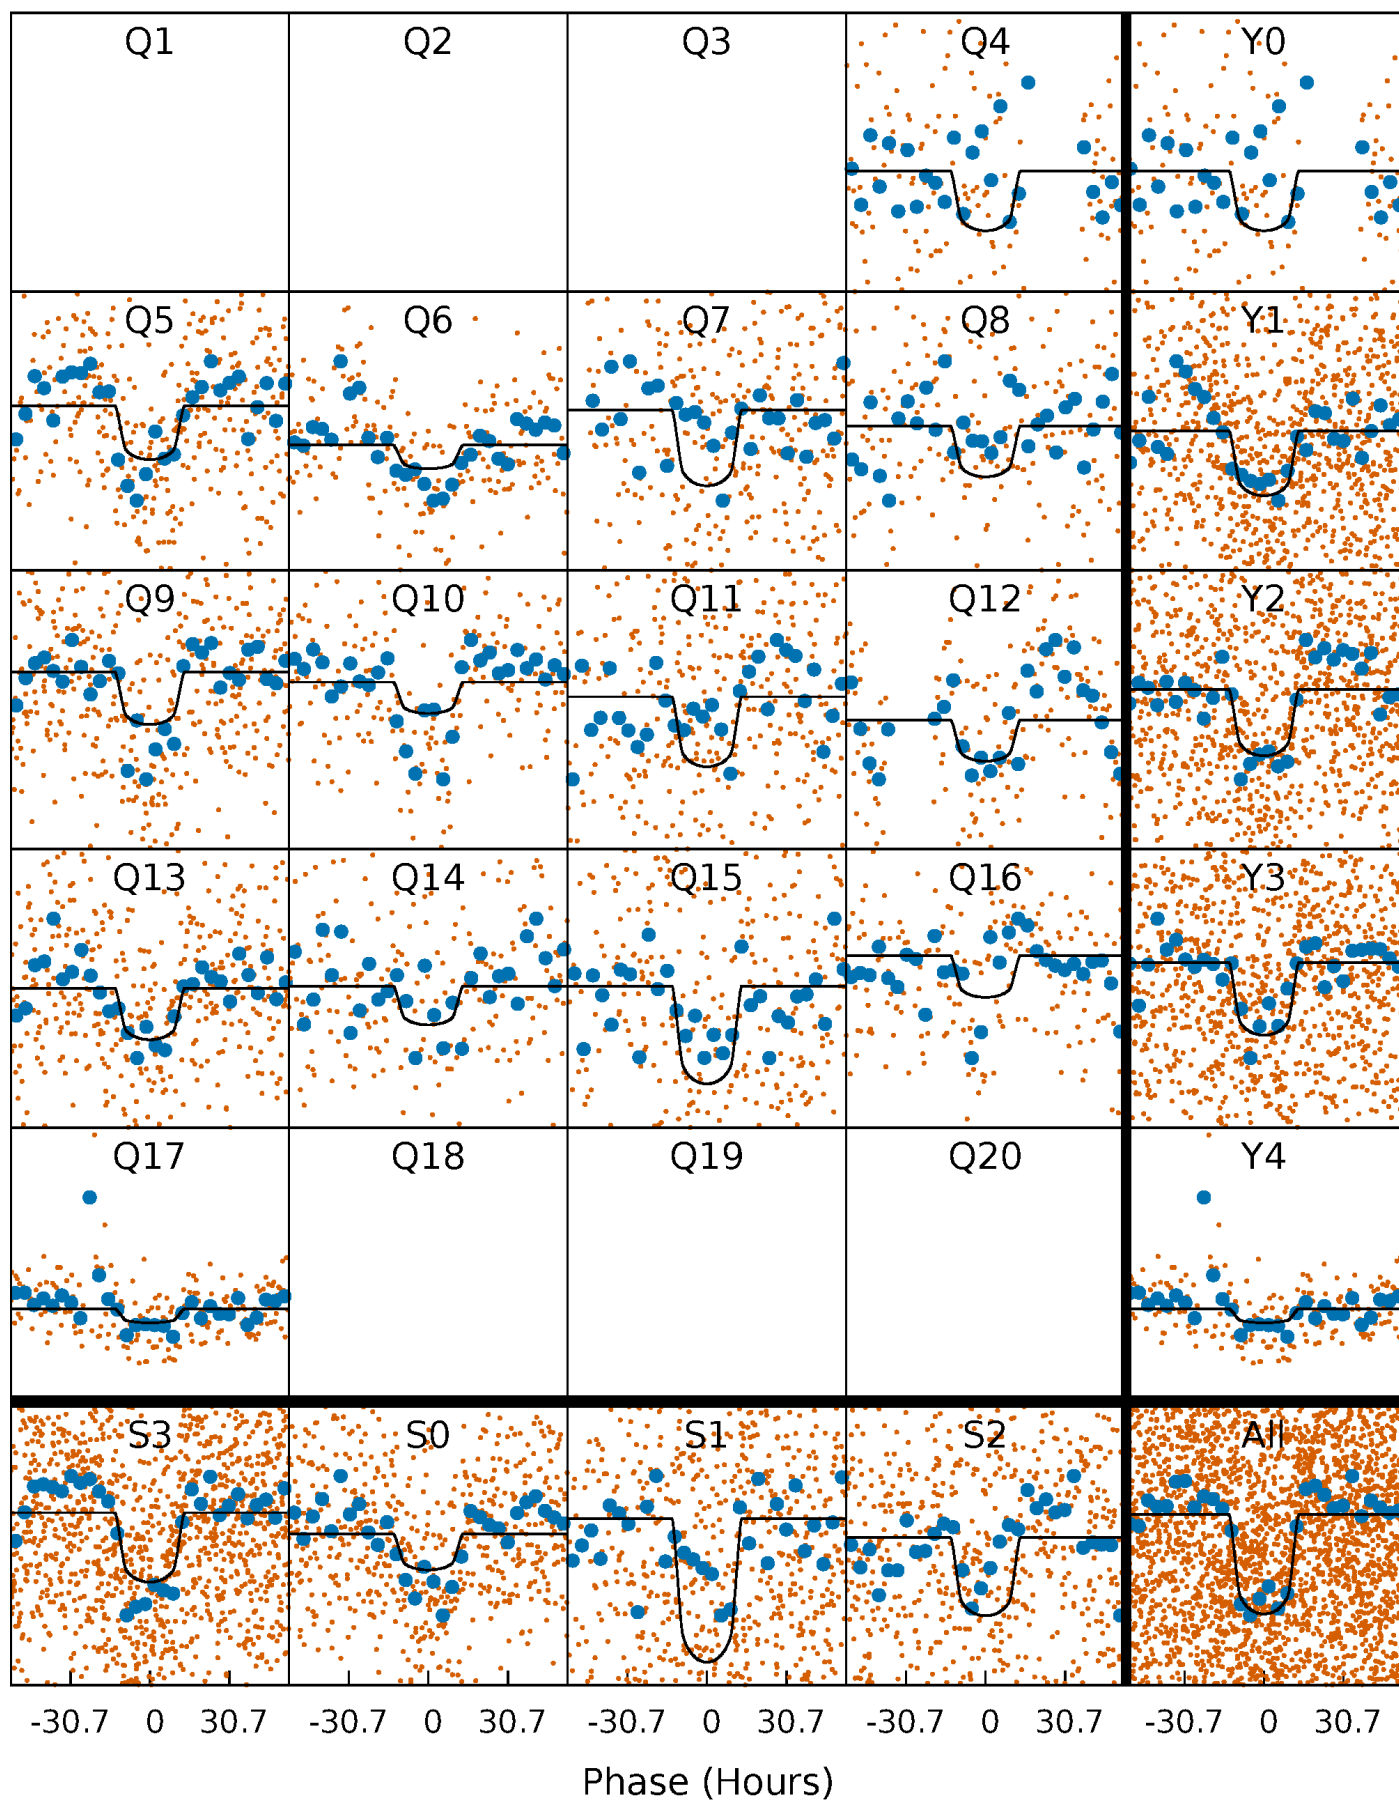 Q1 Q2 Q3 Q4 Y0
Q5 Q6 Q7 Q8 Y1
Q9 Q10 Q11 Q12 Y2
Q13 Q14 Q15 Q16 Y3
Q17 Q18 Q19 Q20 Y4
S3 S0 S1 S2 All
-30.7 0 30.7 -30.7 0 30.7 -30.7 0 30.7 -30.7 0 30.7 -30.7 0 30.7
Phase (Hours)